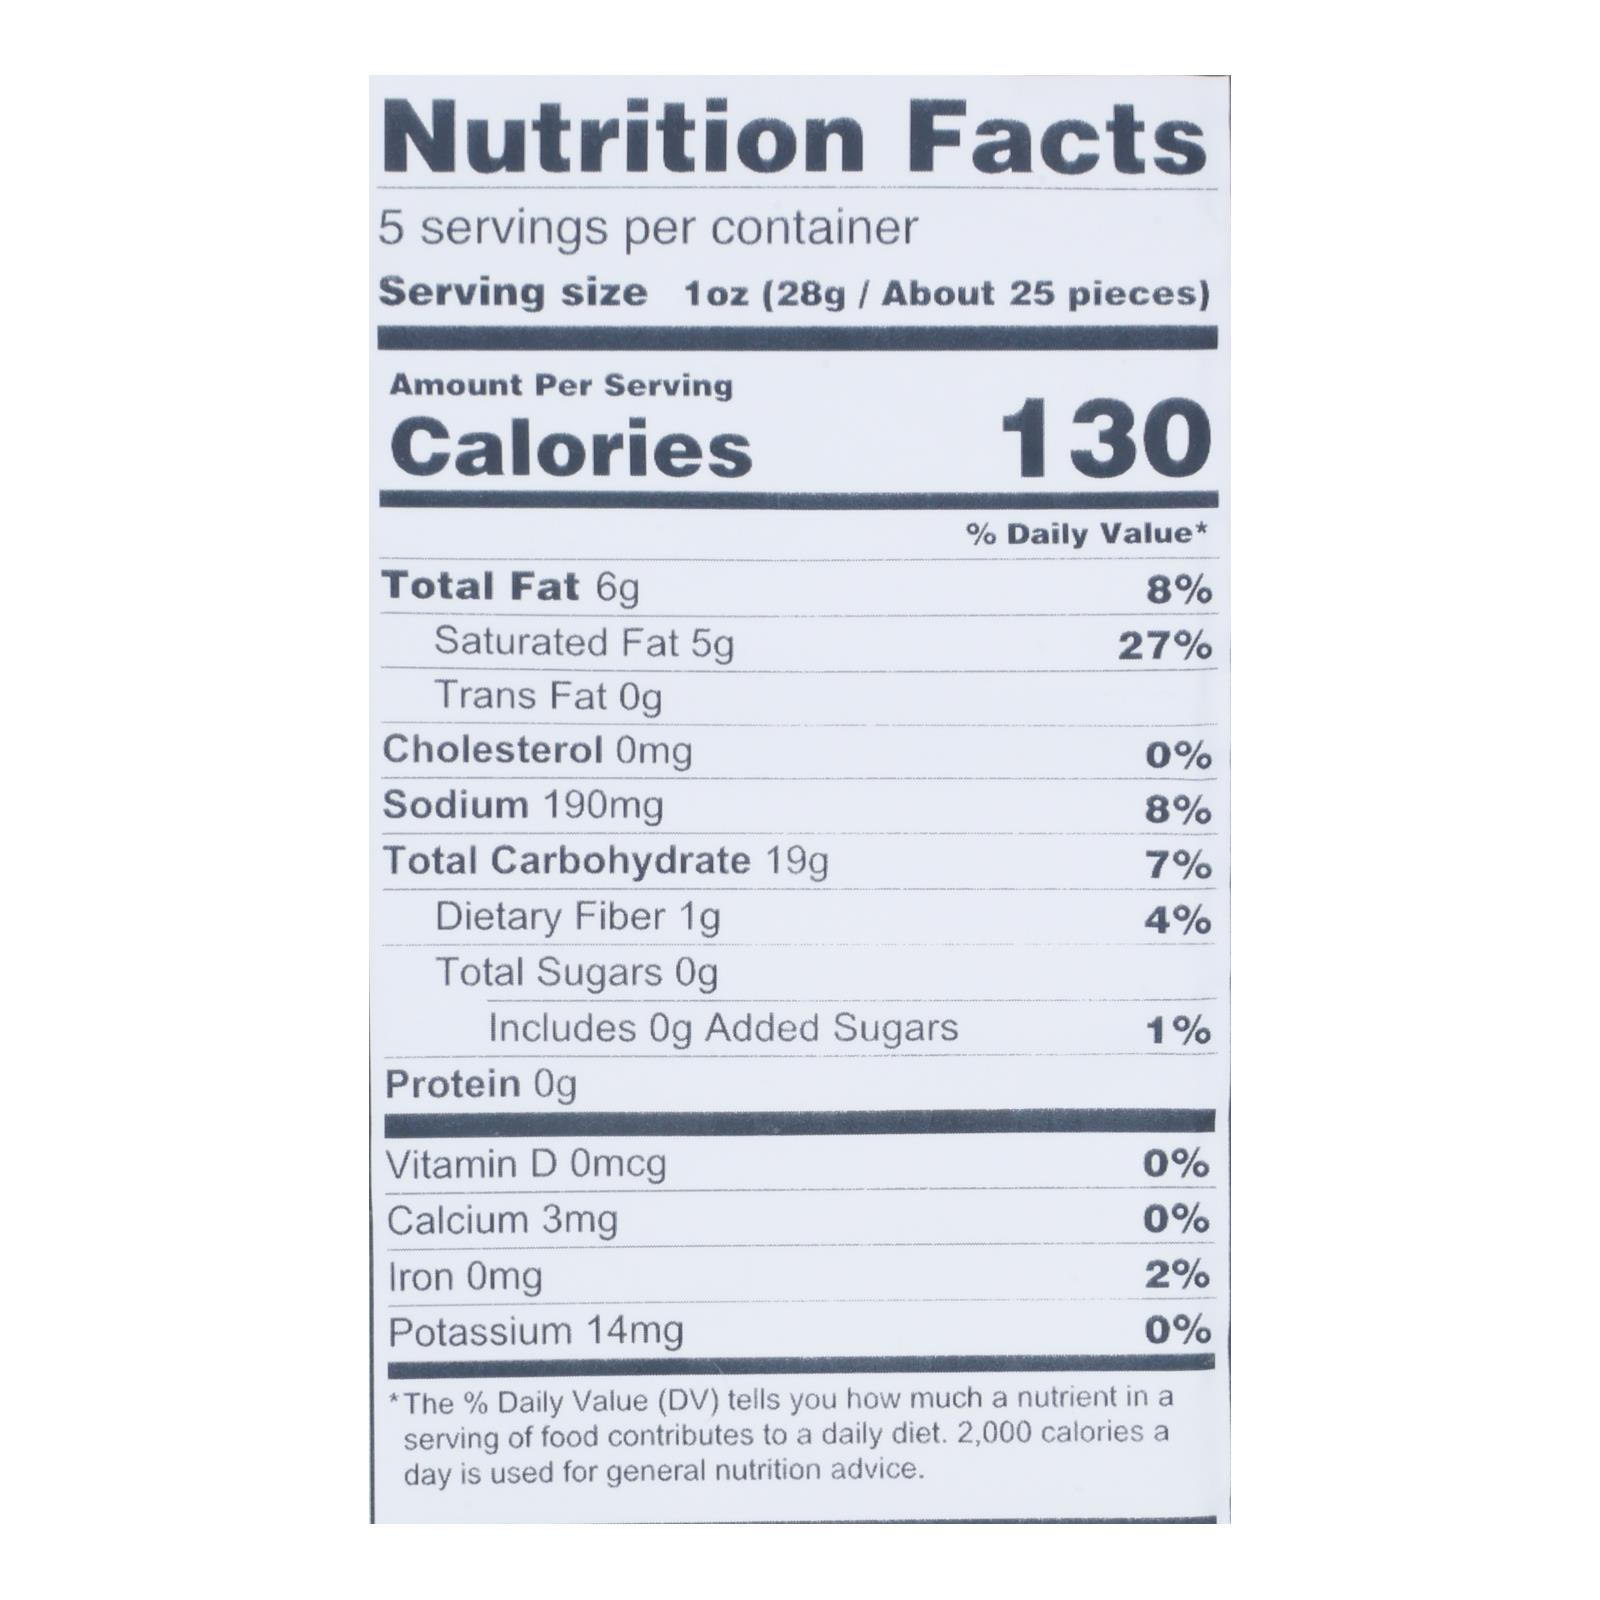 Nutrition Facts
5 servings per container
Serving size 1oz (28g / About 25 pieces)
Amount Per Serving
Calories 130
% Daily Value*
Total Fat 6g 8%
Saturated Fat 5g 27%
Trans Fat 0g
Cholesterol 0mg 0%
Sodium 190mg 8%
Total Carbohydrate 19g 7%
Dietary Fiber 1g 4%
Total Sugars 0g
Includes 0g Added Sugars 1%
Protein 0g
Vitamin D 0mcg 0%
Calcium 3mg 0%
Iron 0mg 2%
Potassium 14mg 0%
*The % Daily Value (DV) tells you how much a nutrient in a
serving of food contributes to a daily diet. 2,000 calories a
day is used for general nutrition advice.